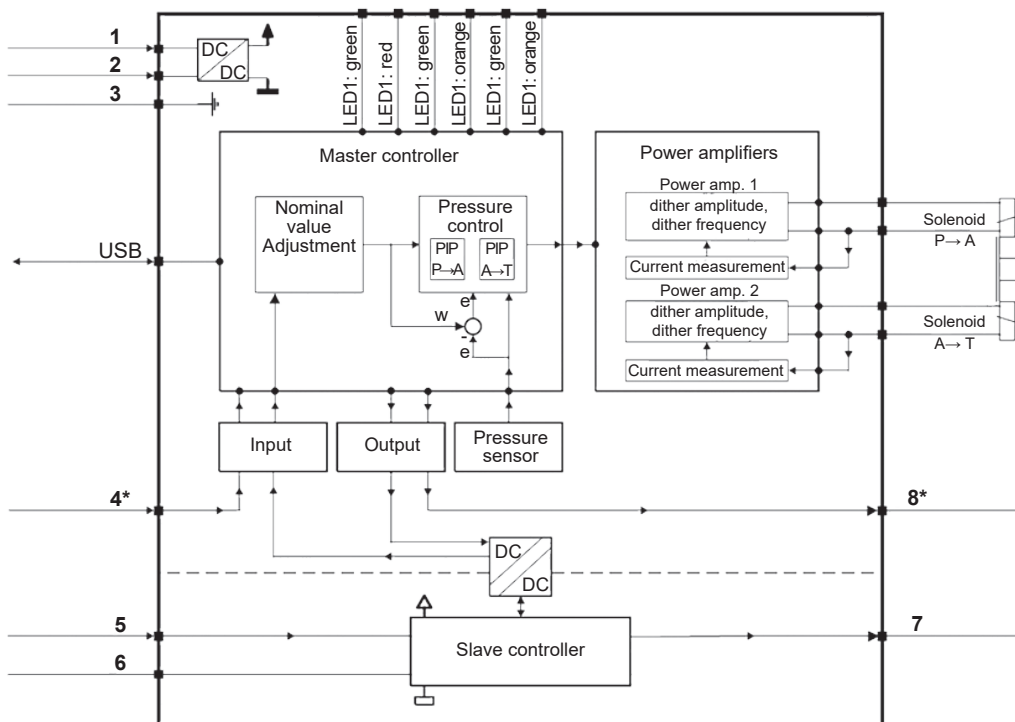 1
2
3
DC
DC
LED1: green
LED1: red
LED1: green
LED1: orange
LED1: green
LED1: orange
Master controller
Nominal
value
Adjustment
Pressure
control
PIP
P→A
PIP
A→T
e
w
-
e
Power amplifiers
Power amp. 1
dither amplitude,
dither frequency
Current measurement
Power amp. 2
dither amplitude,
dither frequency
Current measurement
Solenoid
P→ A
Solenoid
A→ T
USB
Input
Output
Pressure
sensor
4*
8*
DC
DC
5
6
Slave controller
7